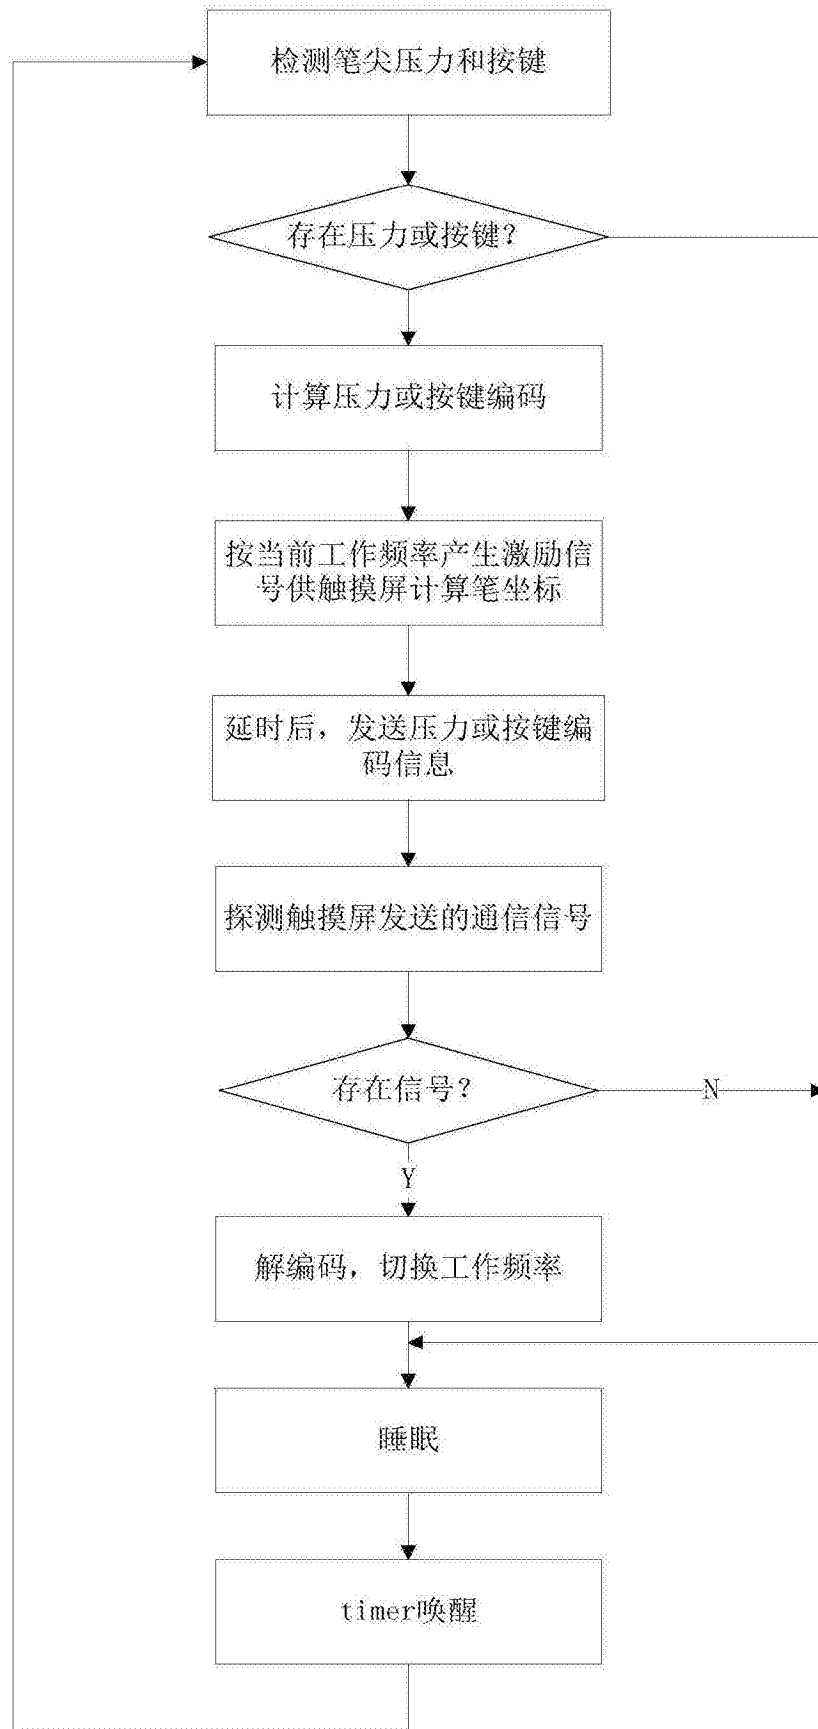 检测笔尖压力和按键
存在压力或按键？
计算压力或按键编码
按当前工作频率产生激励信
号供触摸屏计算笔坐标
延时后，发送压力或按键编
码信息
探测触摸屏发送的通信信号
存在信号？
N
Y
解编码，切换工作频率
睡眠
timer唤醒